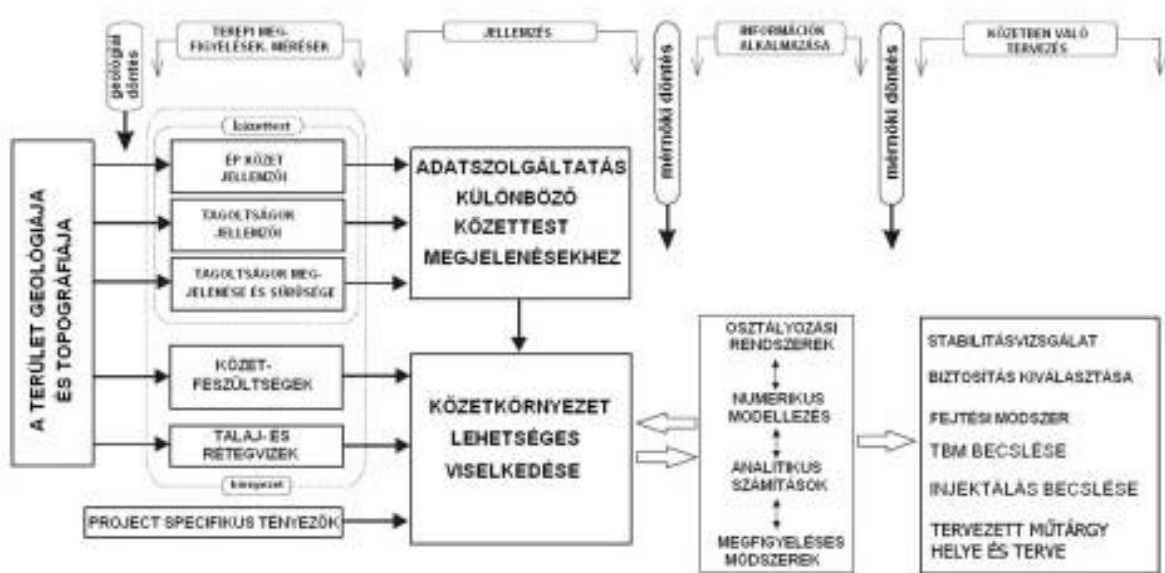 TEREPI MEG-
FIGYELÉSEK, MÉRÉSEK
JELLEMZÉS
INFORMÁCIÓK
ALKALMAZÁSA
KŐZETBEN VALÓ
TERVEZÉS
geológiai
döntés
mérnöki döntés
mérnöki döntés
A TERÜLET GEOLÓGIÁJA
ÉS TOPOGRÁFIÁJA
kőzettest
ÉP KŐZET
JELLEMZŐI
TAGOLTSÁGOK
JELLEMZŐI
TAGOLTSÁGOK MEG-
JELENÉSE ÉS SŰRŰSÉGE
KŐZET-
FESZÜLTSÉGEK
TALAJ- ÉS
RÉTEGVIZEK
környezet
PROJECT SPECIFIKUS TÉNYEZŐK
ADATSZOLGÁLTATÁS
KÜLÖNBÖZŐ
KŐZETTEST
MEGJELENÉSEKHEZ
KŐZETKÖRNYEZET
LEHETSÉGES
VISELKEDÉSE
OSZTÁLYOZÁSI
RENDSZEREK
NUMERIKUS
MODELLEZÉS
ANALITIKUS
SZÁMÍTÁSOK
MEGFIGYELÉSES
MÓDSZEREK
STABILITÁSVIZSGÁLAT
BIZTOSÍTÁS KIVÁLASZTÁSA
FEJTÉSI MÓDSZER
TBM BECSLÉSE
INJEKTÁLÁS BECSLÉSE
TERVEZETT MŰTÁRGY
HELYE ÉS TERVE